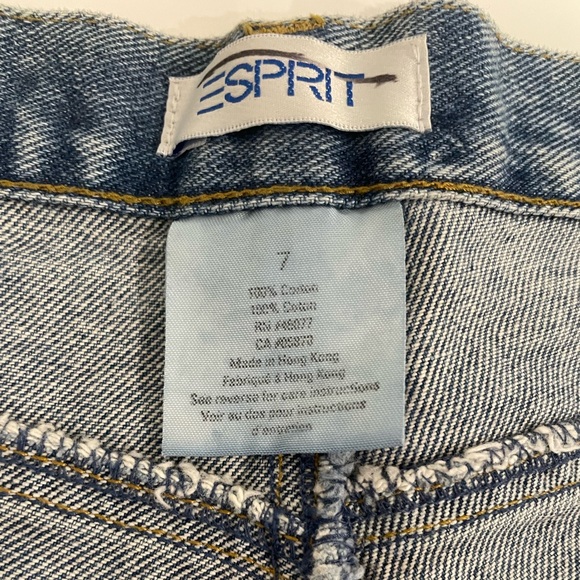 ESPRIT
7
100% Cotton
100% Coton
RN #46077
CA #05870
Made in Hong Kong
Fabriqué à Hong Kong
See reverse for care instructions
Voir au dos pour instructions
d'entretien